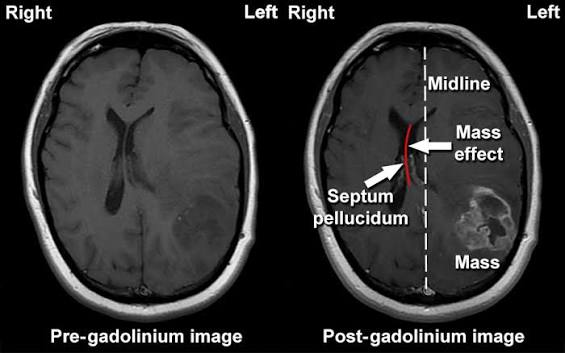 Right
Left
Right
Left
Midline
Mass
effect
Septum
pellucidum
Mass
Pre-gadolinium image
Post-gadolinium image